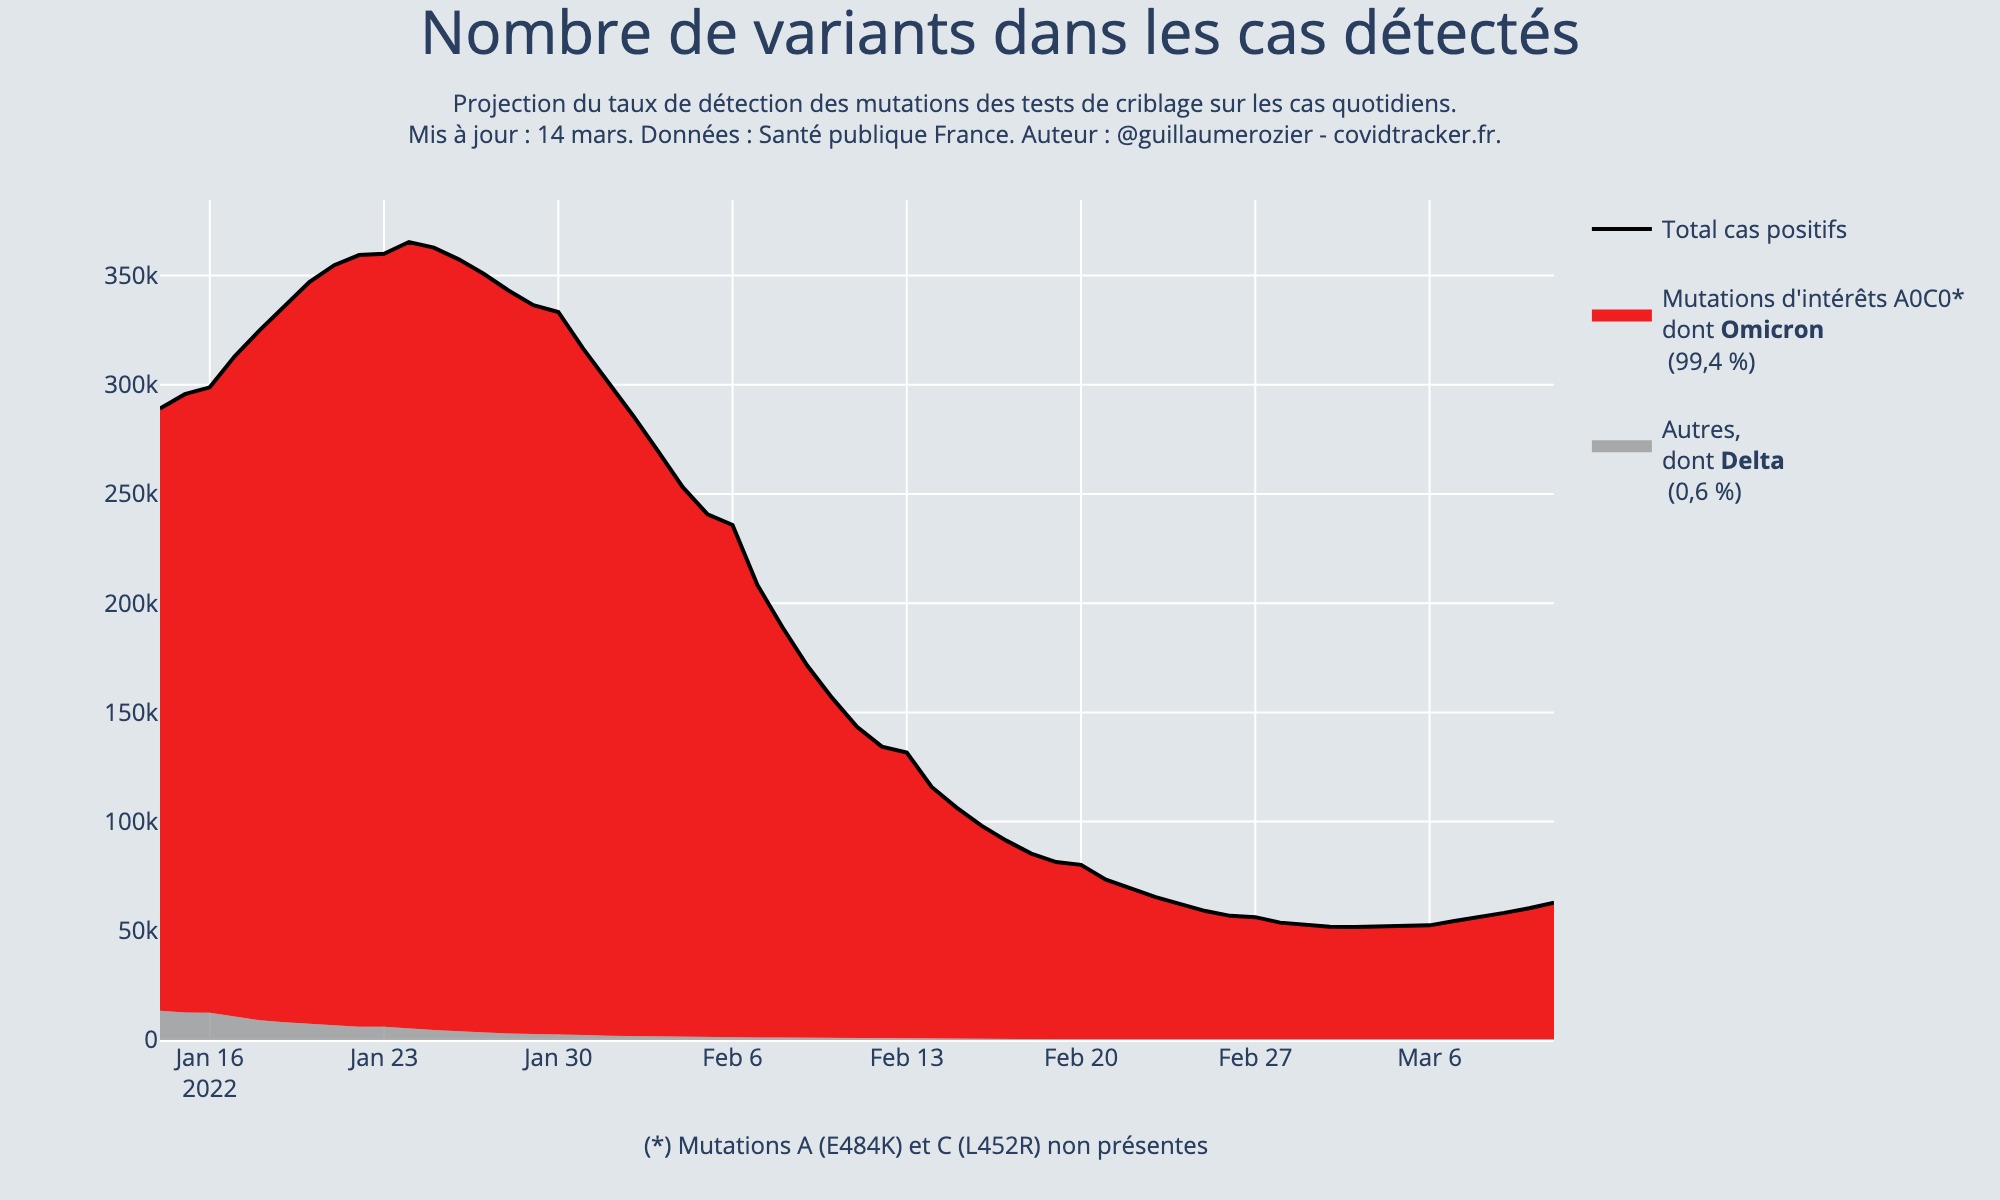 Nombre de variants dans les cas détectés
Projection du taux de détection des mutations des tests de criblage sur les cas quotidiens.
Mis à jour : 14 mars. Données : Santé publique France. Auteur : @guillaumerozier - covidtracker.fr.
Total cas positifs
Mutations d'intérêts A0C0*
dont Omicron
(99,4 %)
Autres,
dont Delta
(0,6 %)
350k
300k
250k
200k
150k
100k
50k
0
Jan 16 Jan 23 Jan 30 Feb 6 Feb 13 Feb 20 Feb 27 Mar 6
2022
(*) Mutations A (E484K) et C (L452R) non présentes